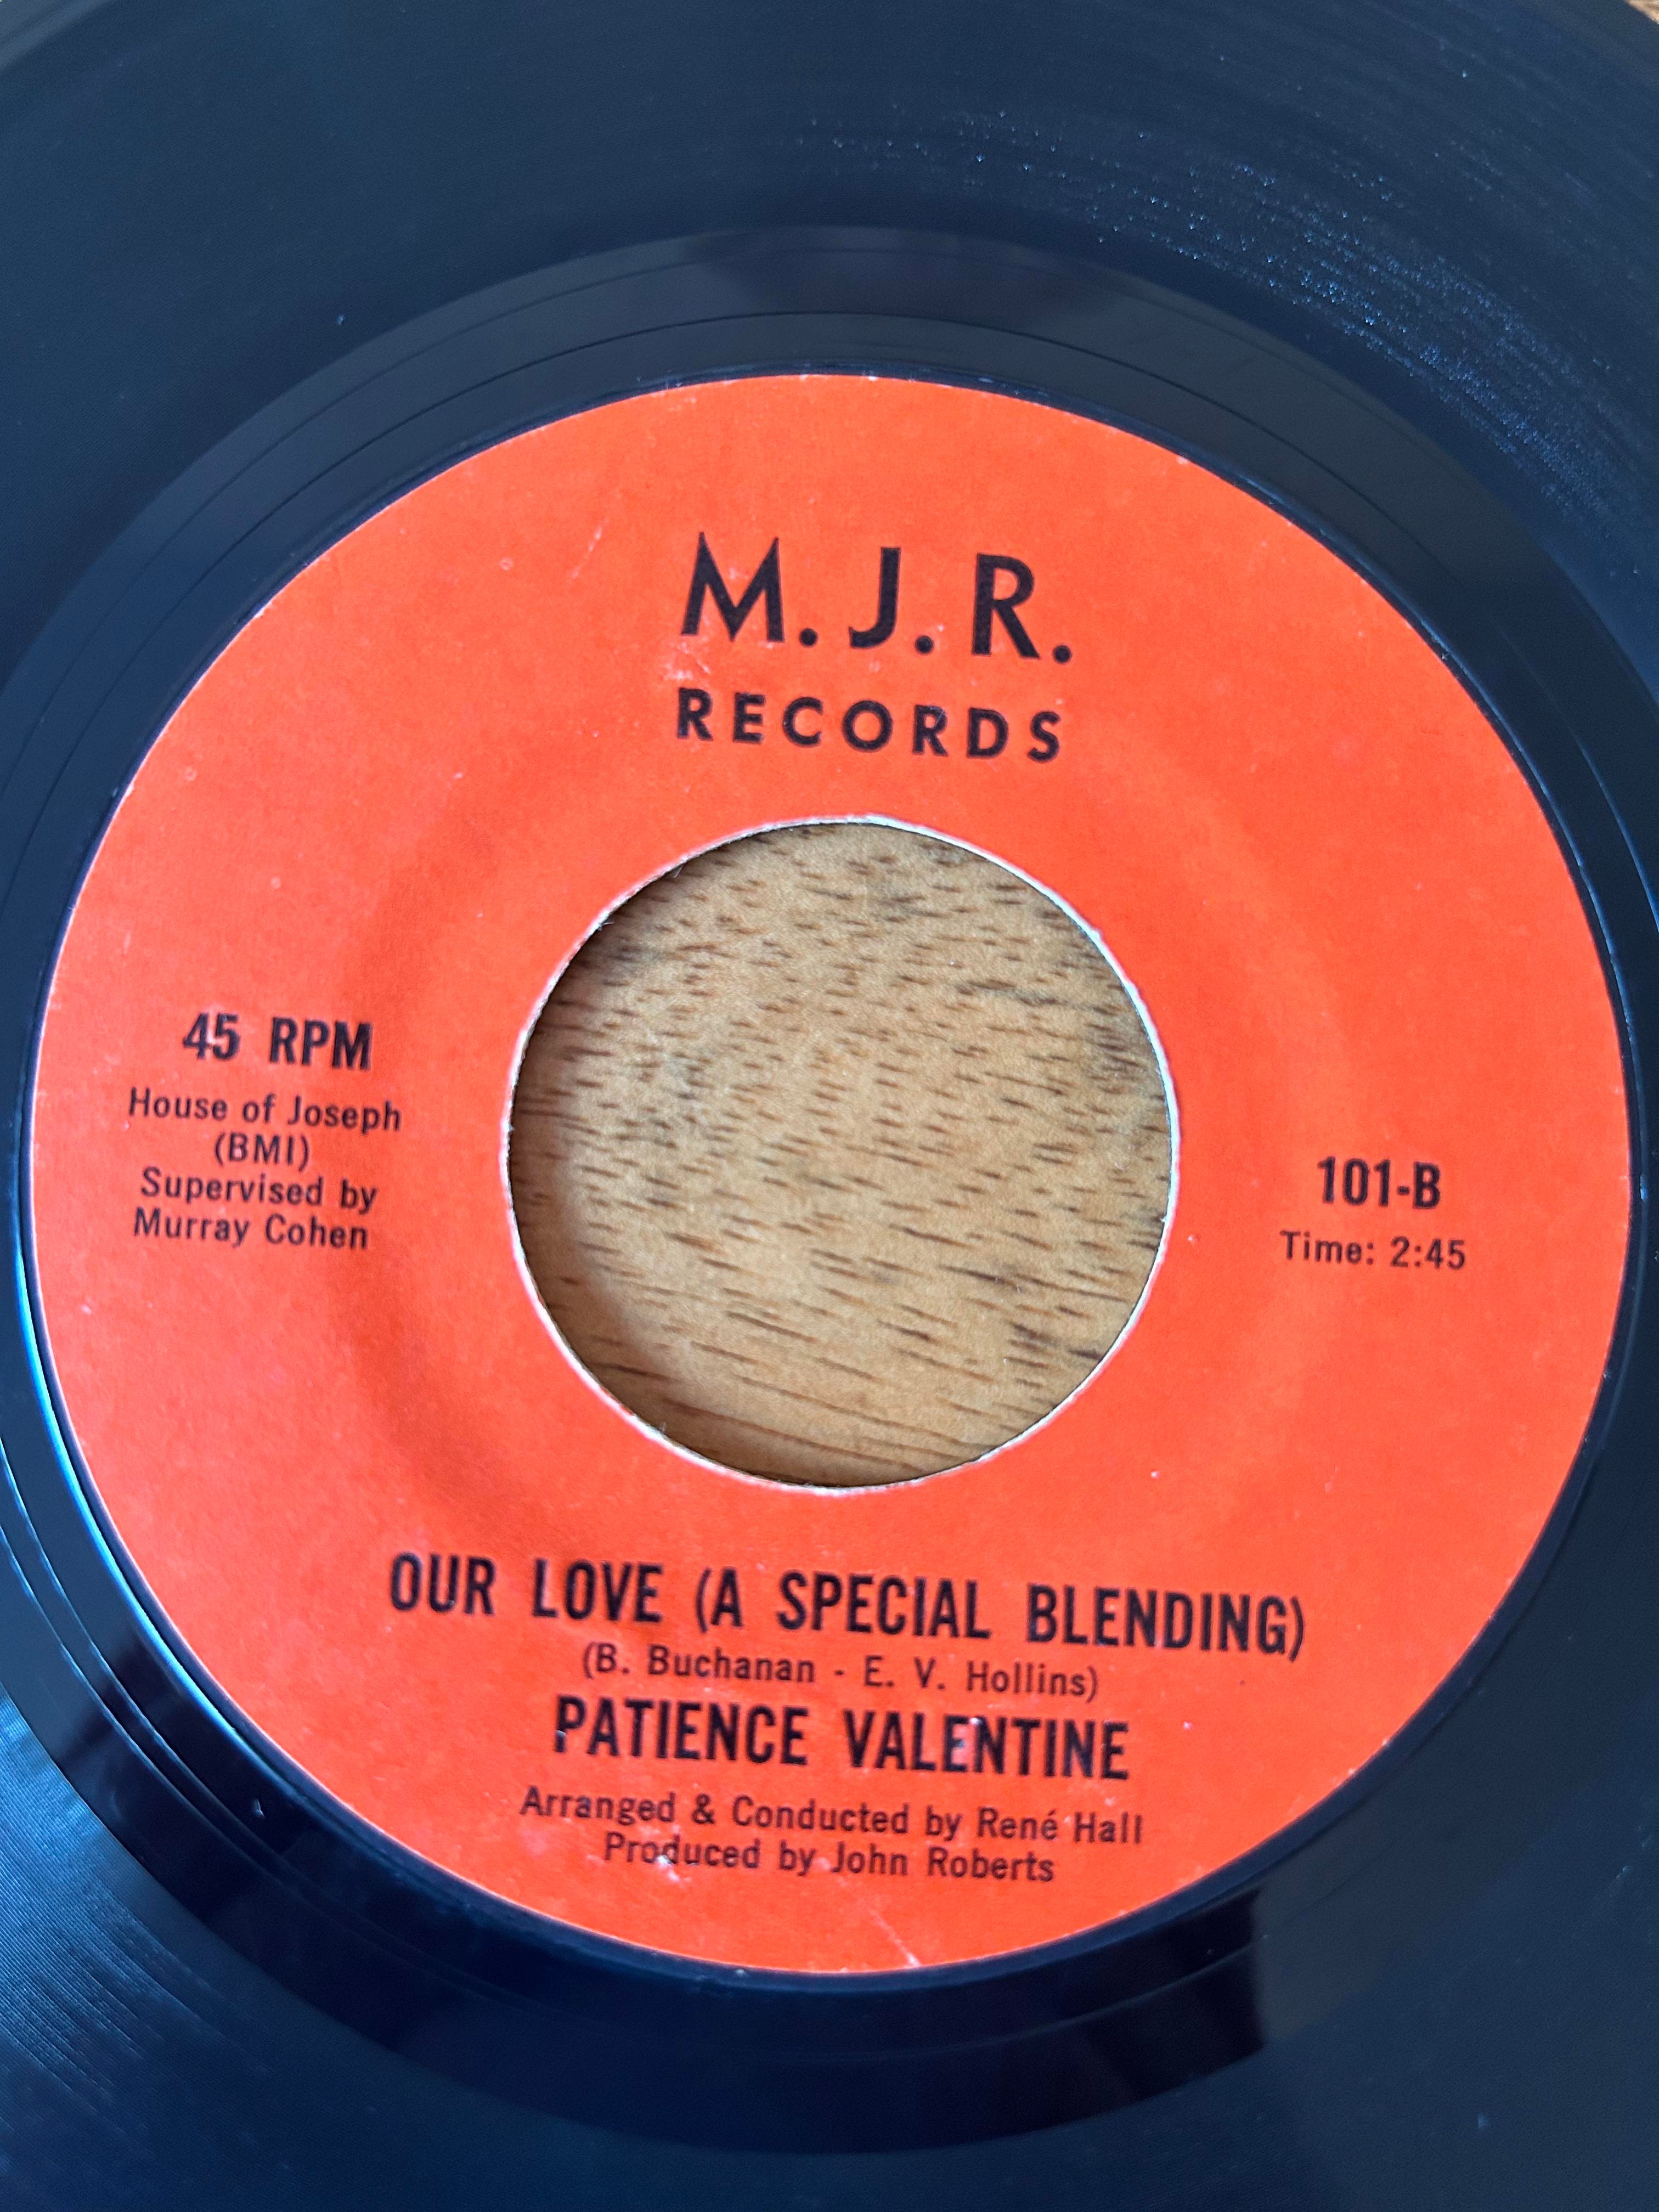 M.J.R.
RECORDS
45 RPM
House of Joseph
(BMI)
Supervised by
Murray Cohen
101-B
Time: 2:45
OUR LOVE (A SPECIAL BLENDING)
(B. Buchanan - E. V. Hollins)
PATIENCE VALENTINE
Arranged & Conducted by René Hall
Produced by John Roberts